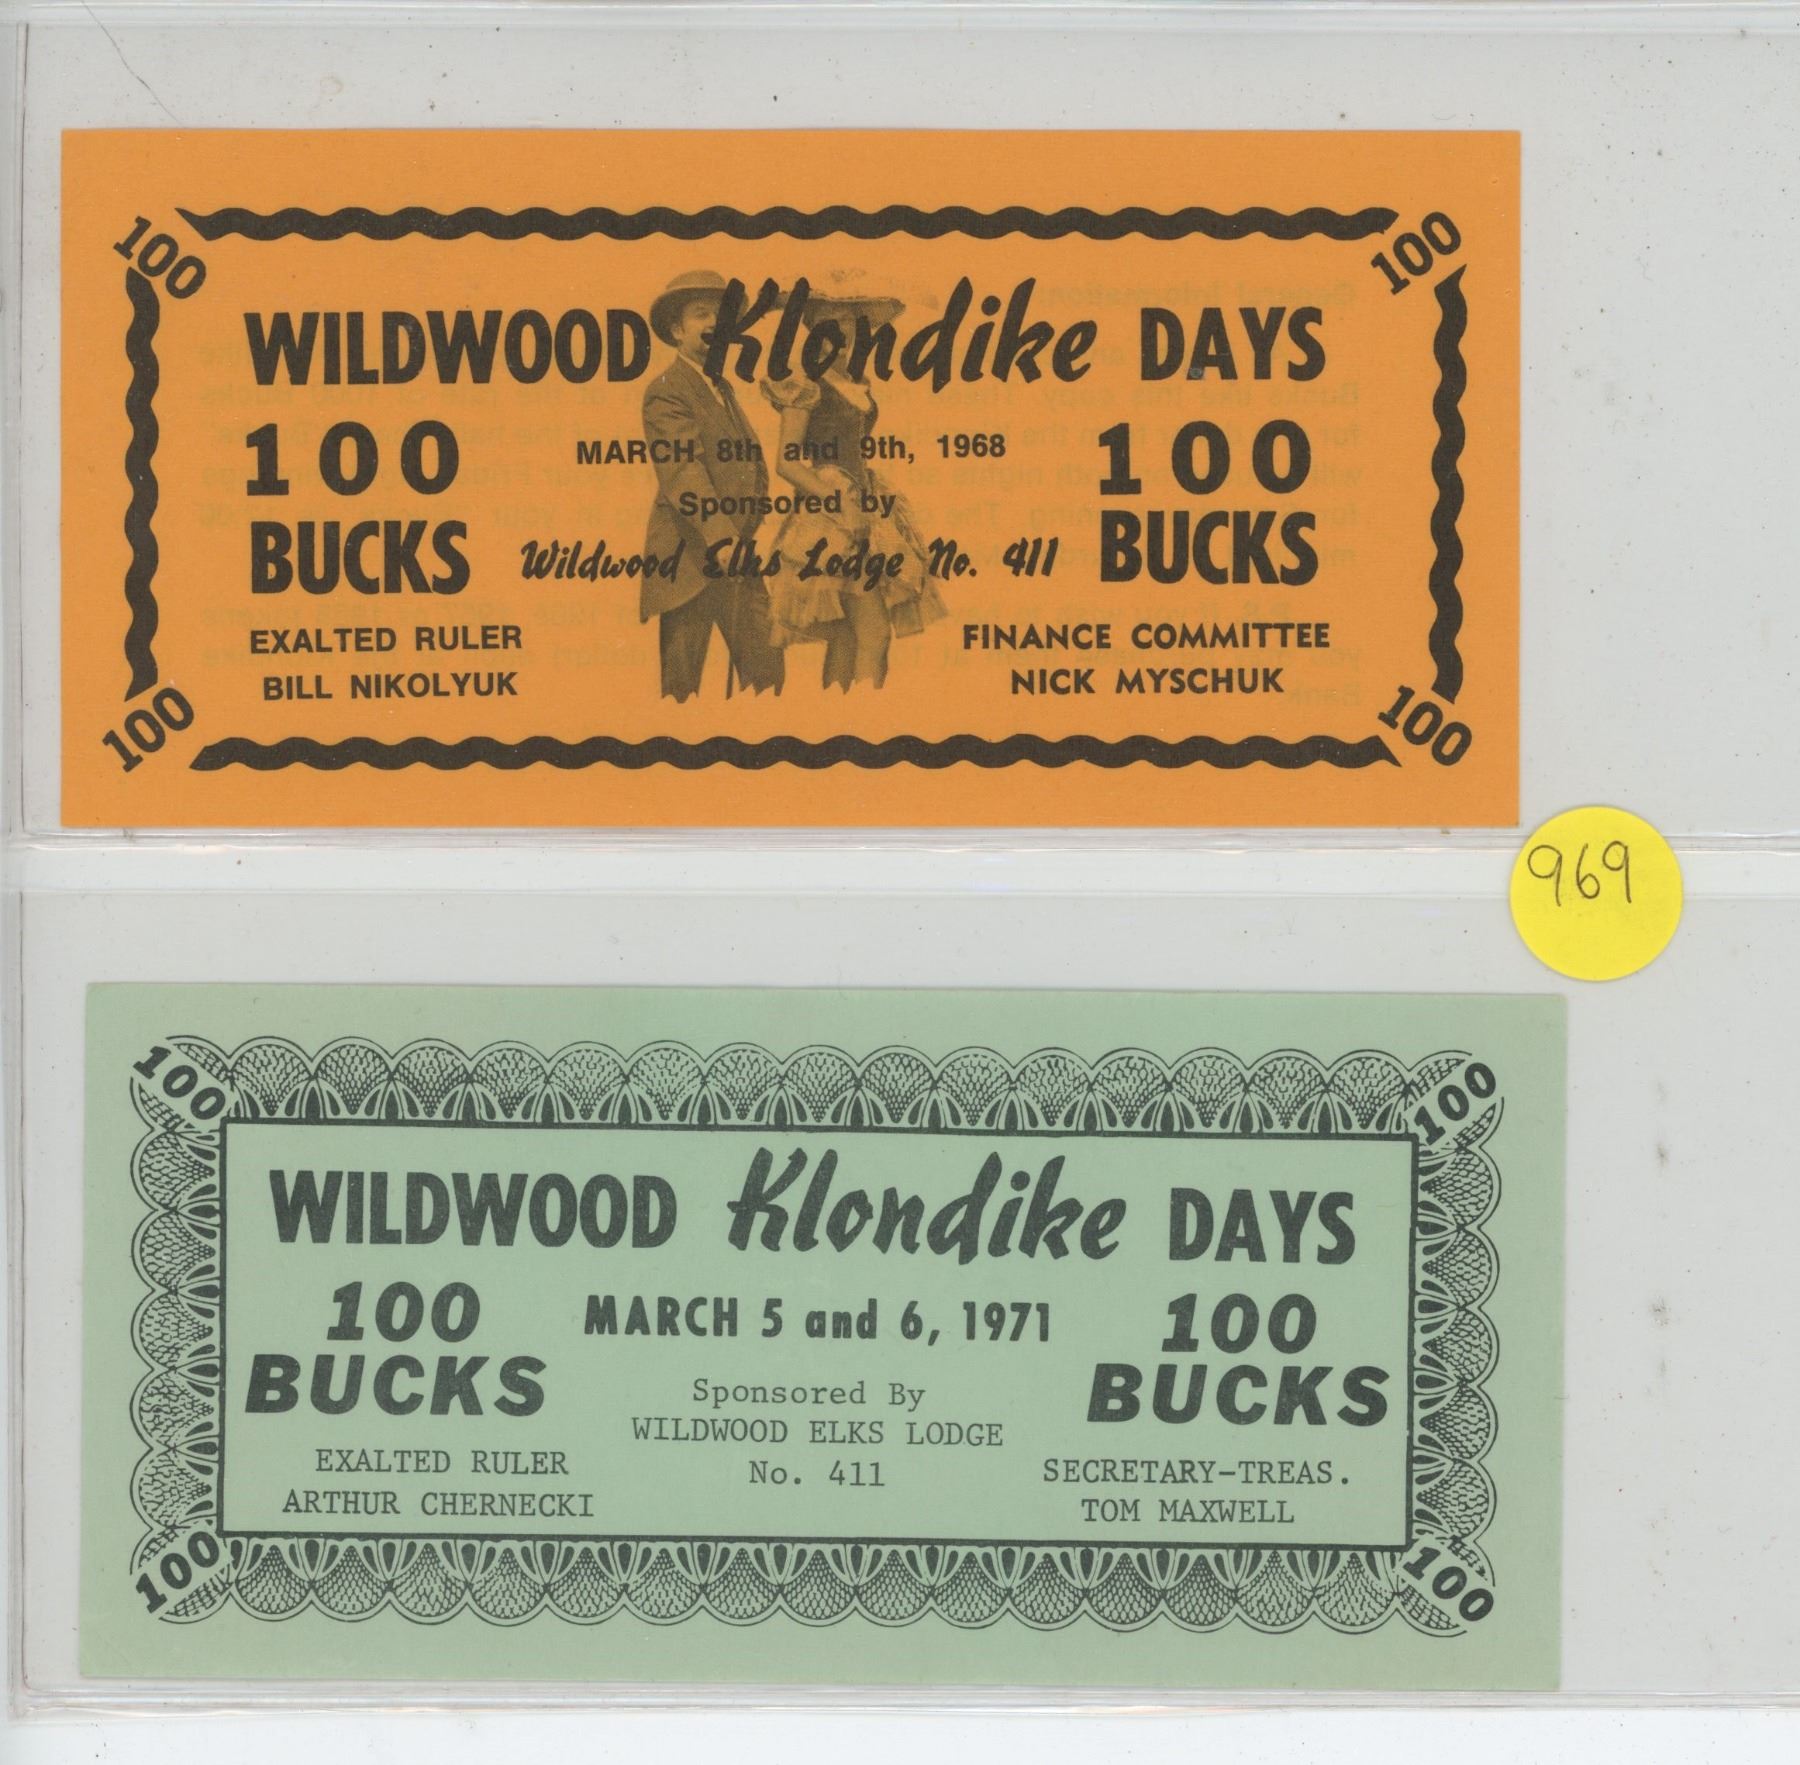 100 100
WILDWOOD Klondike DAYS
100 MARCH 8th and 9th, 1968 100
Sponsored by
BUCKS Wildwood Elks Lodge No. 411 BUCKS
EXALTED RULER FINANCE COMMITTEE
BILL NIKOLYUK NICK MYSCHUK
100 100
969
100 100
WILDWOOD Klondike DAYS
100 MARCH 5 and 6, 1971 100
BUCKS Sponsored By BUCKS
WILDWOOD ELKS LODGE
EXALTED RULER No. 411 SECRETARY-TREAS.
ARTHUR CHERNECKI TOM MAXWELL
100 100